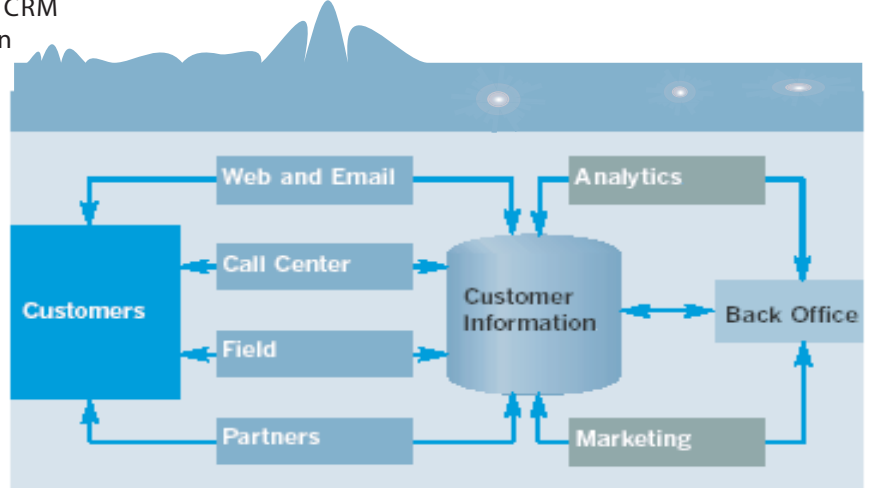 CRM
n
Web and Email
Analytics
Call Center
Customers
Customer
Information
Back Office
Field
Partners
Marketing